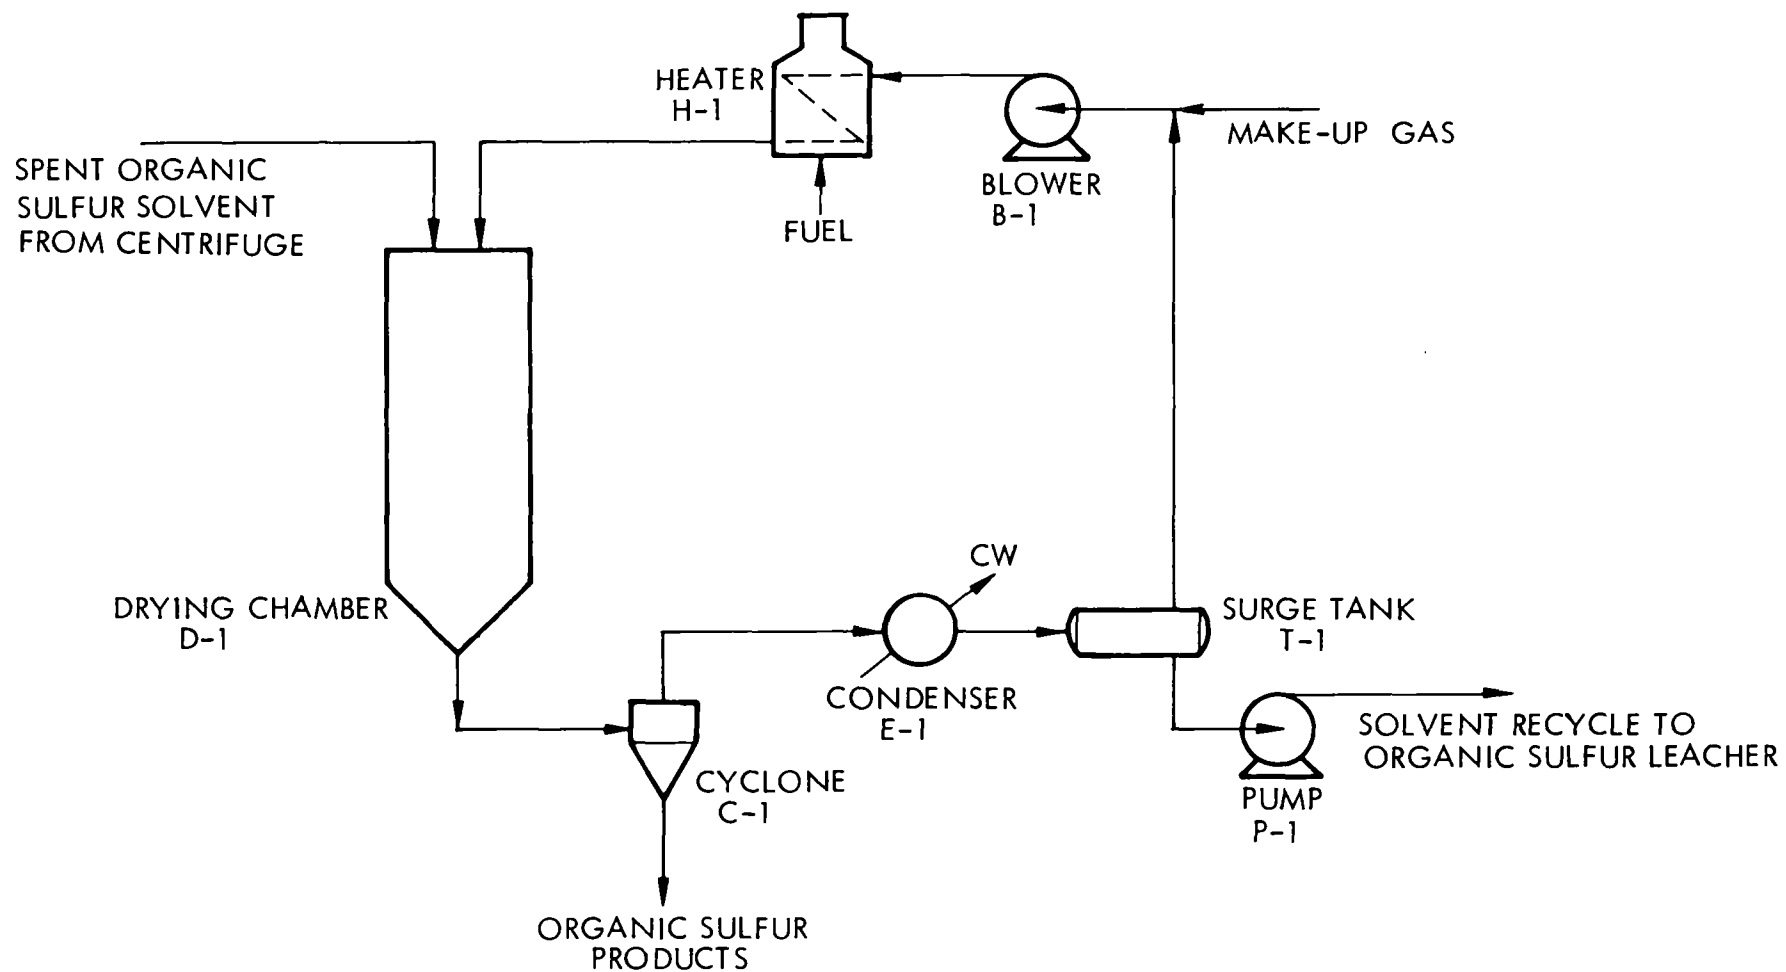 HEATER
H-1
MAKE-UP GAS
SPENT ORGANIC
SULFUR SOLVENT
FROM CENTRIFUGE
BLOWER
B-1
FUEL
CW
DRYING CHAMBER
D-1
SURGE TANK
T-1
CONDENSER
E-1
SOLVENT RECYCLE TO
ORGANIC SULFUR LEACHER
CYCLONE
C-1
PUMP
P-1
ORGANIC SULFUR
PRODUCTS